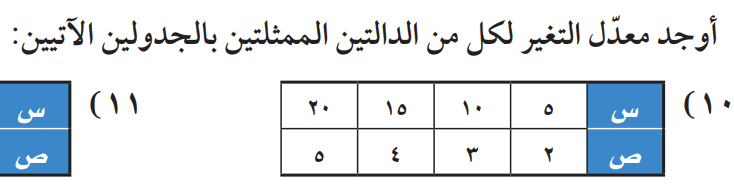 أوجد معدّل التغير لكل من الدالتين الممثلتين بالجدولين الآتيين:
١٠) س ٥ ١٠ ١٥ ٢٠
ص ٢ ٣ ٤ ٥
١١) س
ص